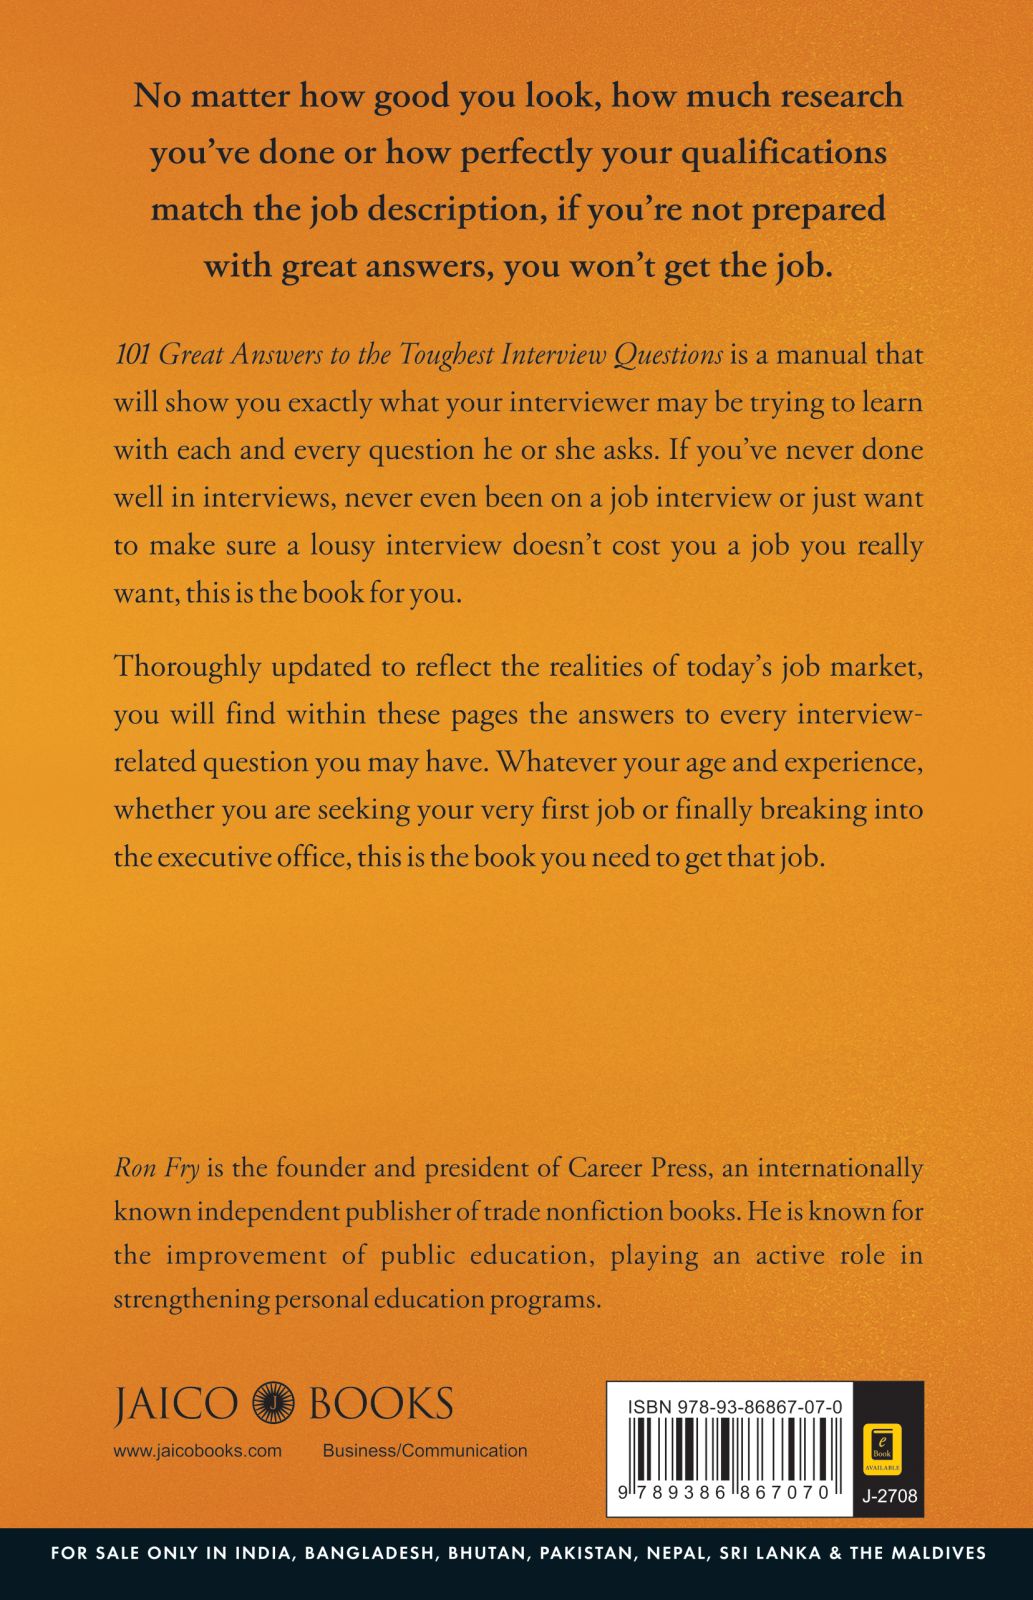 No matter how good you look, how much research
you've done or how perfectly your qualifications
match the job description, if you're not prepared
with great answers, you won't get the job.
101 Great Answers to the Toughest Interview Questions is a manual that
will show you exactly what your interviewer may be trying to learn
with each and every question he or she asks. If you've never done
well in interviews, never even been on a job interview or just want
to make sure a lousy interview doesn't cost you a job you really
want, this is the book for you.
Thoroughly updated to reflect the realities of today's job market,
you will find within these pages the answers to every interview-
related question you may have. Whatever your age and experience,
whether you are seeking your very first job or finally breaking into
the executive office, this is the book you need to get that job.
Ron Fry is the founder and president of Career Press, an internationally
known independent publisher of trade nonfiction books. He is known for
the improvement of public education, playing an active role in
strengthening personal education programs.
JAICO J BOOKS
www.jaicobooks.com Business/Communication
ISBN 978-93-86867-07-0
9 789386 867070
e
Book
AVAILABLE
J-2708
FOR SALE ONLY IN INDIA, BANGLADESH, BHUTAN, PAKISTAN, NEPAL, SRI LANKA & THE MALDIVES